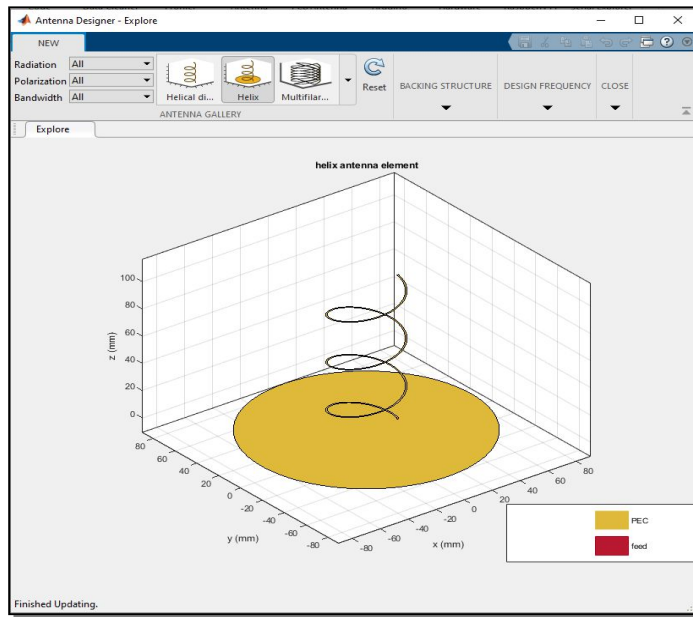 Antenna Designer - Explore
NEW
Radiation All
Polarization All
Bandwidth All
Helical di...
Helix
Multifilar...
Reset
BACKING STRUCTURE
DESIGN FREQUENCY
CLOSE
ANTENNA GALLERY
Explore
helix antenna element
100
80
60
40
20
0
z (mm)
80
60
40
20
0
-20
-40
-60
-80
y (mm)
-80
-60
-40
-20
0
20
40
60
80
x (mm)
PEC
feed
Finished Updating.